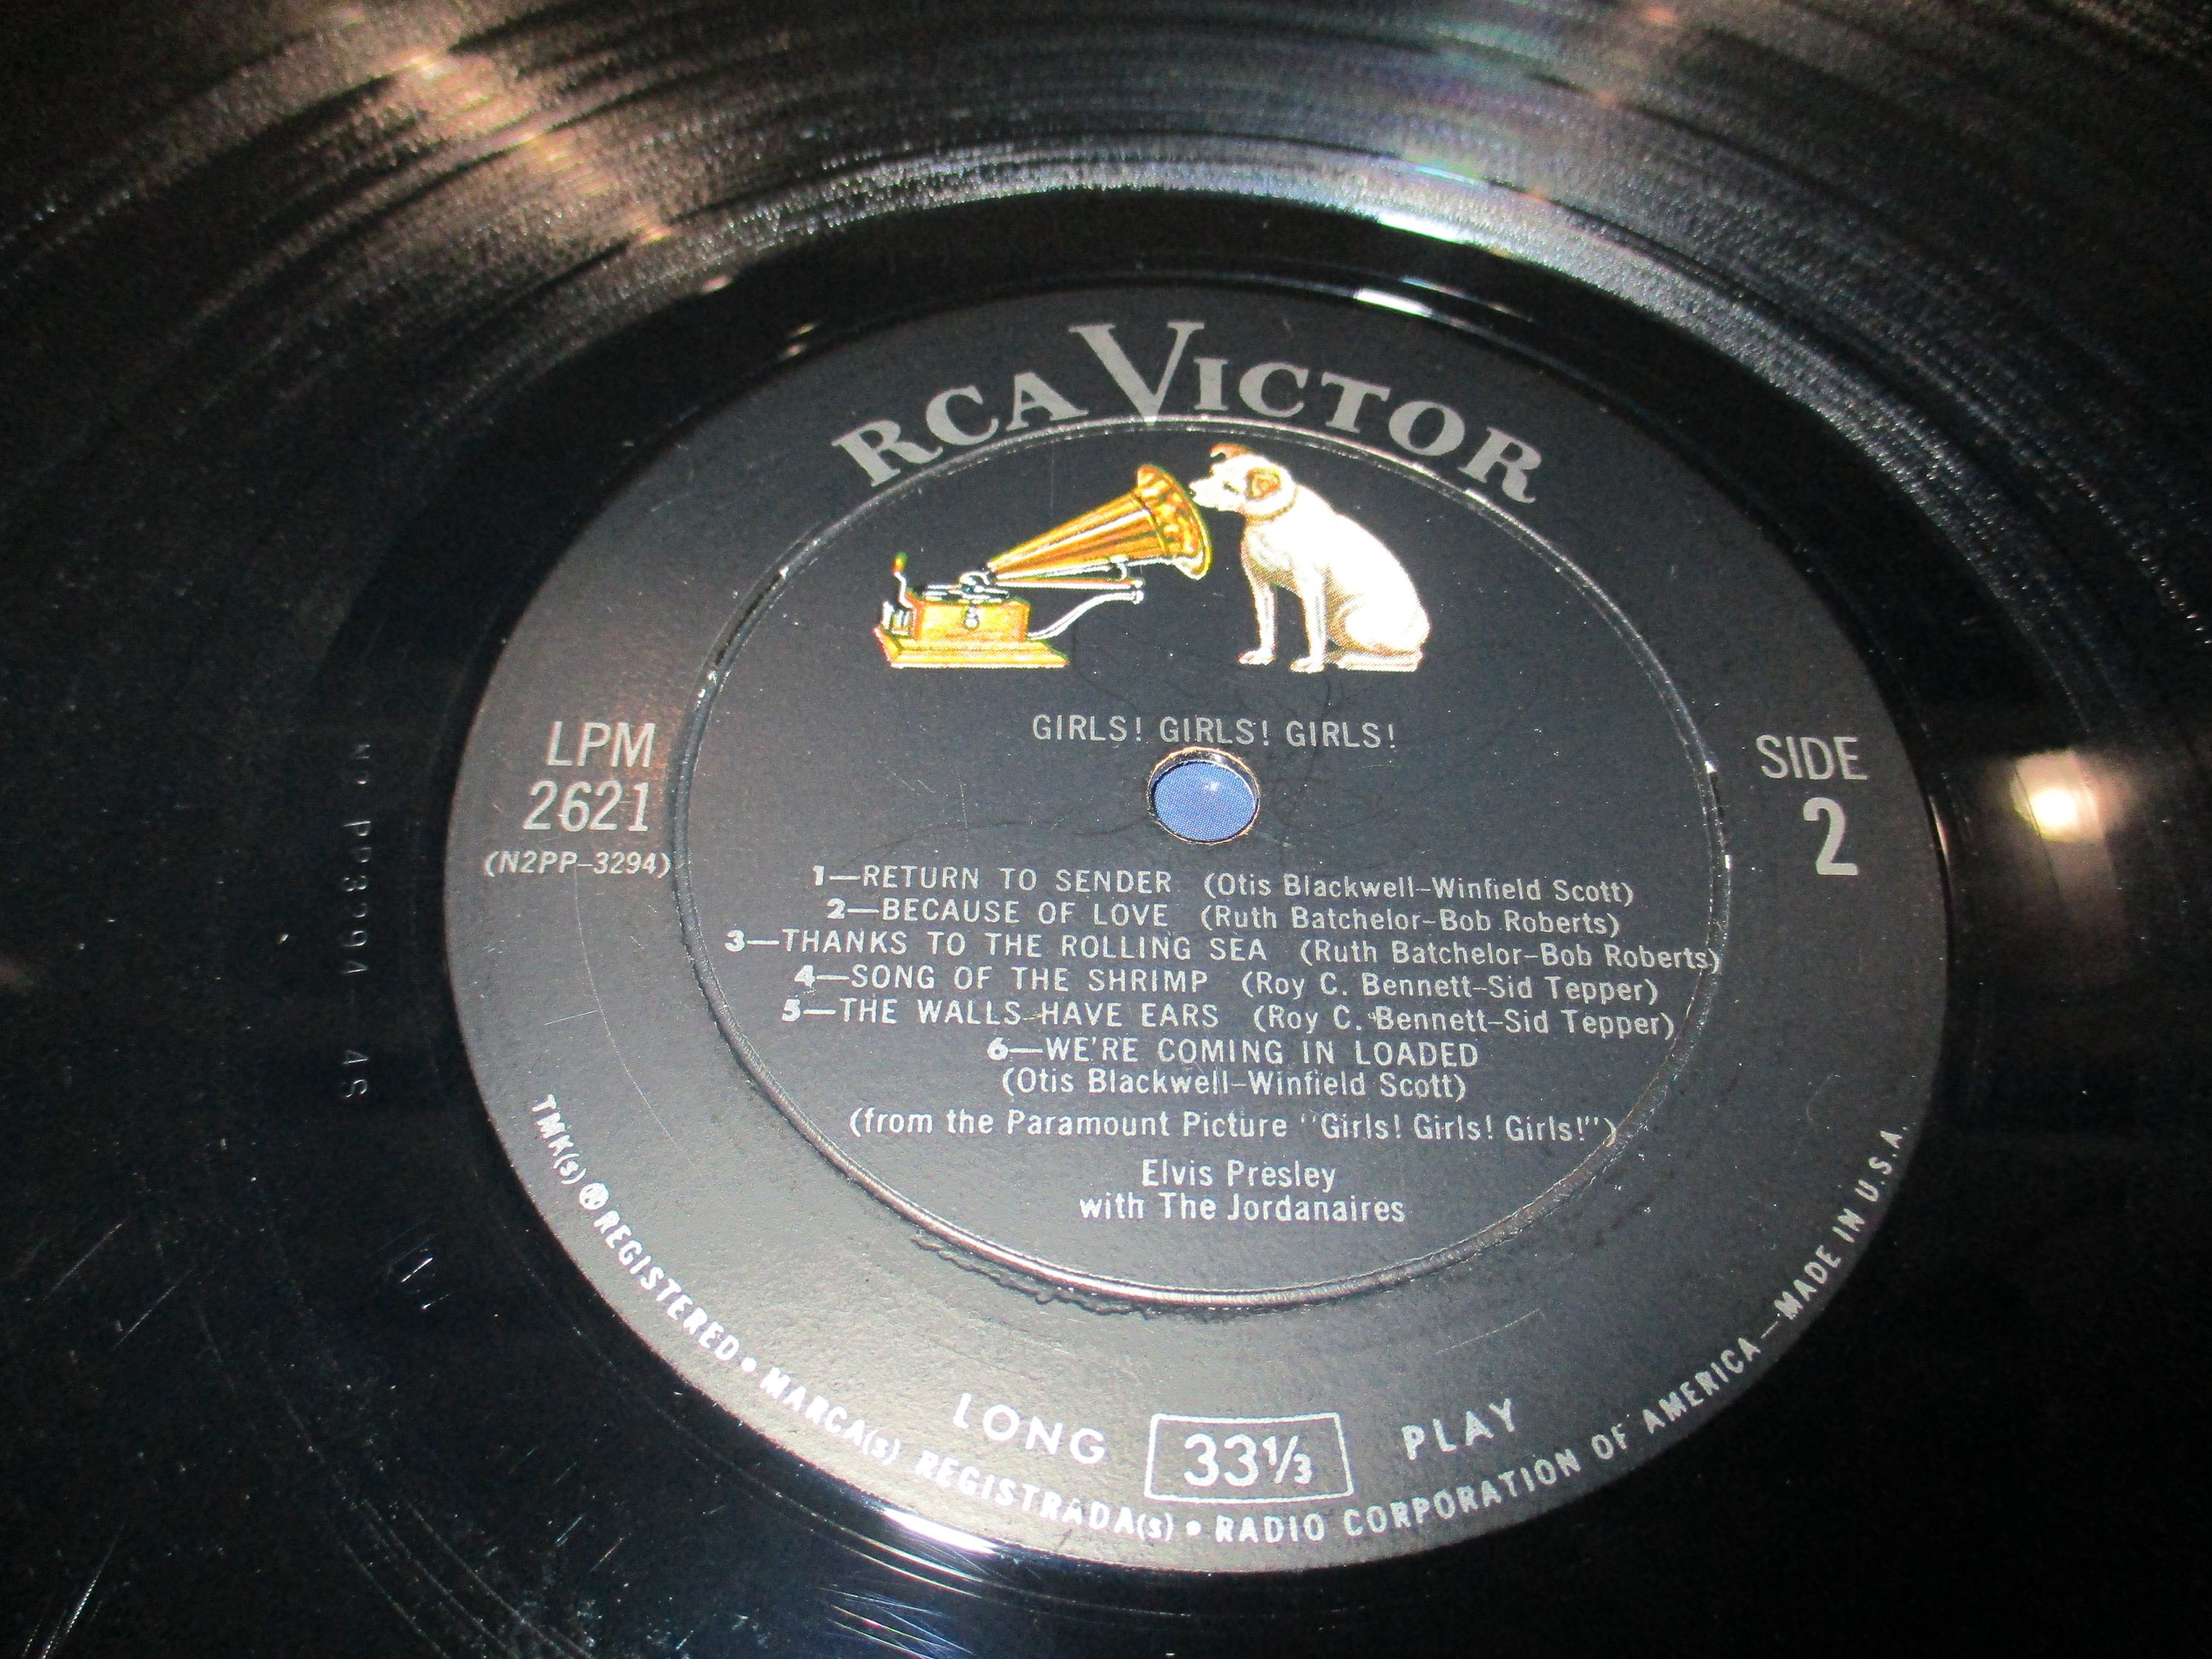 RCA VICTOR
GIRLS! GIRLS! GIRLS!
LPM
2621
(N2PP-3294)
SIDE
2
1—RETURN TO SENDER (Otis Blackwell-Winfield Scott)
2—BECAUSE OF LOVE (Ruth Batchelor-Bob Roberts)
3—THANKS TO THE ROLLING SEA (Ruth Batchelor-Bob Roberts)
4—SONG OF THE SHRIMP (Roy C. Bennett-Sid Tepper)
5—THE WALLS HAVE EARS (Roy C. Bennett-Sid Tepper)
6—WE'RE COMING IN LOADED
(Otis Blackwell-Winfield Scott)
(from the Paramount Picture "Girls! Girls! Girls!")
Elvis Presley
with The Jordanaires
LONG 33⅓ PLAY
TMK(s) ® REGISTERED • MARCA(s) REGISTRADA(s) • RADIO CORPORATION OF AMERICA—MADE IN U.S.A.